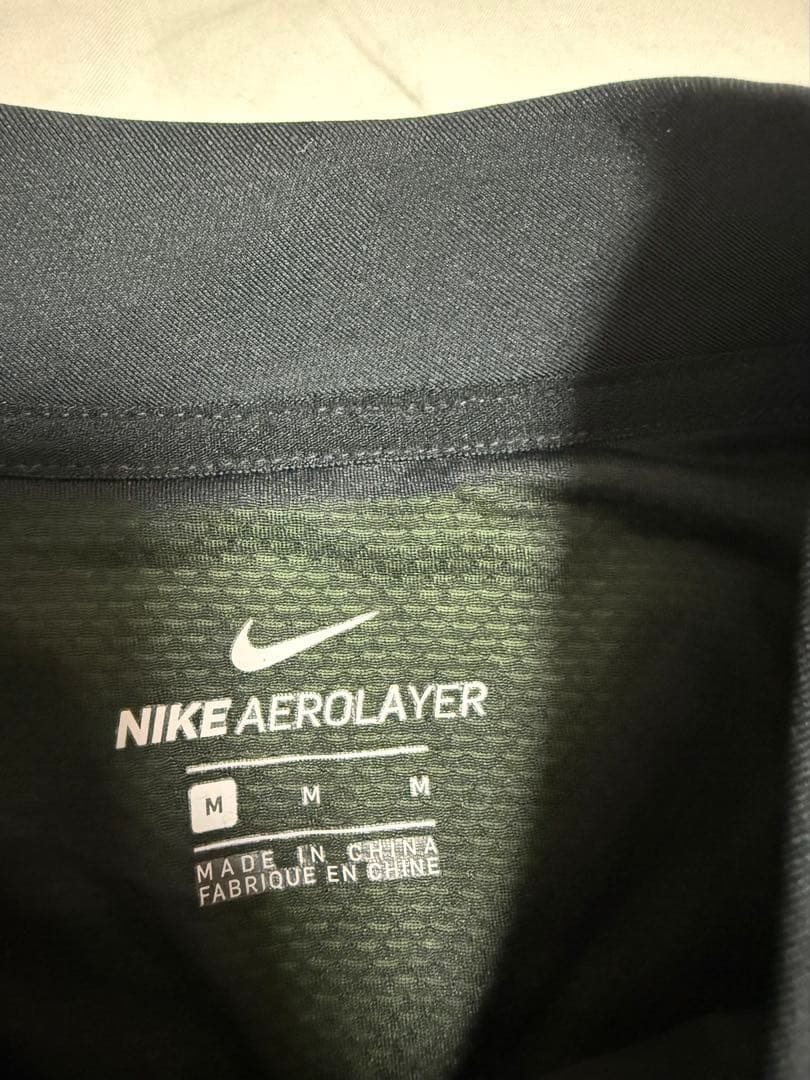 NIKE AEROLAYER
M M M
MADE IN CHINA
FABRIQUE EN CHINE